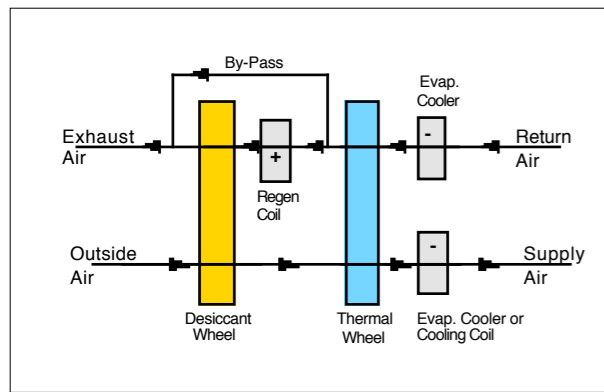 By-Pass
Evap.
Cooler
Exhaust
Air
-
Return
Air
+
Regen
Coil
Outside
Air
-
Supply
Air
Desiccant
Wheel
Thermal
Wheel
Evap. Cooler or
Cooling Coil